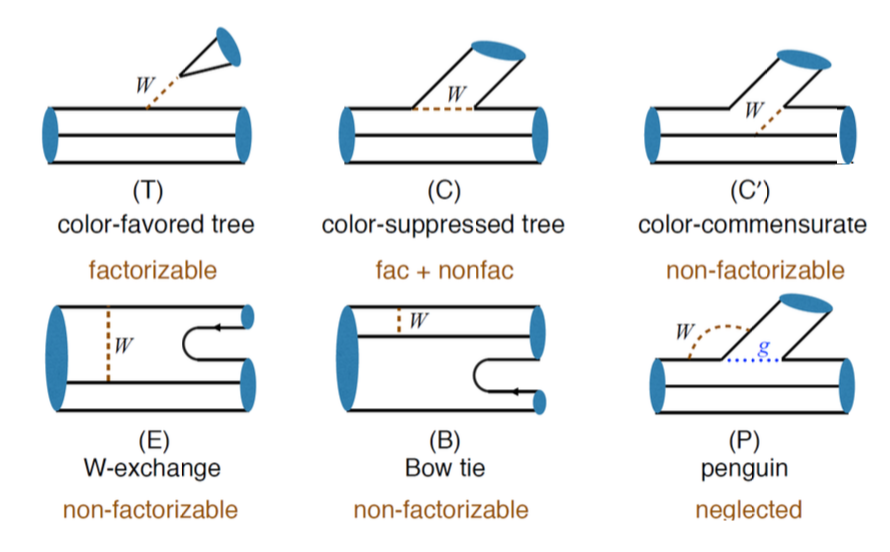 W
W
W
(T)
(C)
(C′)
color-favored tree
color-suppressed tree
color-commensurate
factorizable
fac + nonfac
non-factorizable
W
W
W
g
(E)
(B)
(P)
W-exchange
Bow tie
penguin
non-factorizable
non-factorizable
neglected